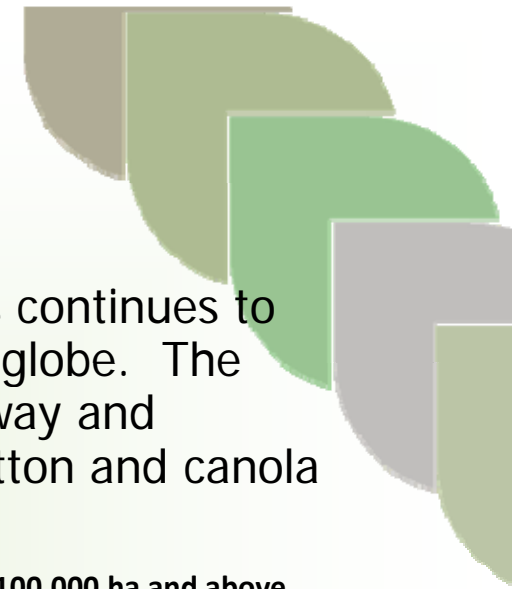 continues to
globe. The
way and
tton and canola
100,000 ha and above